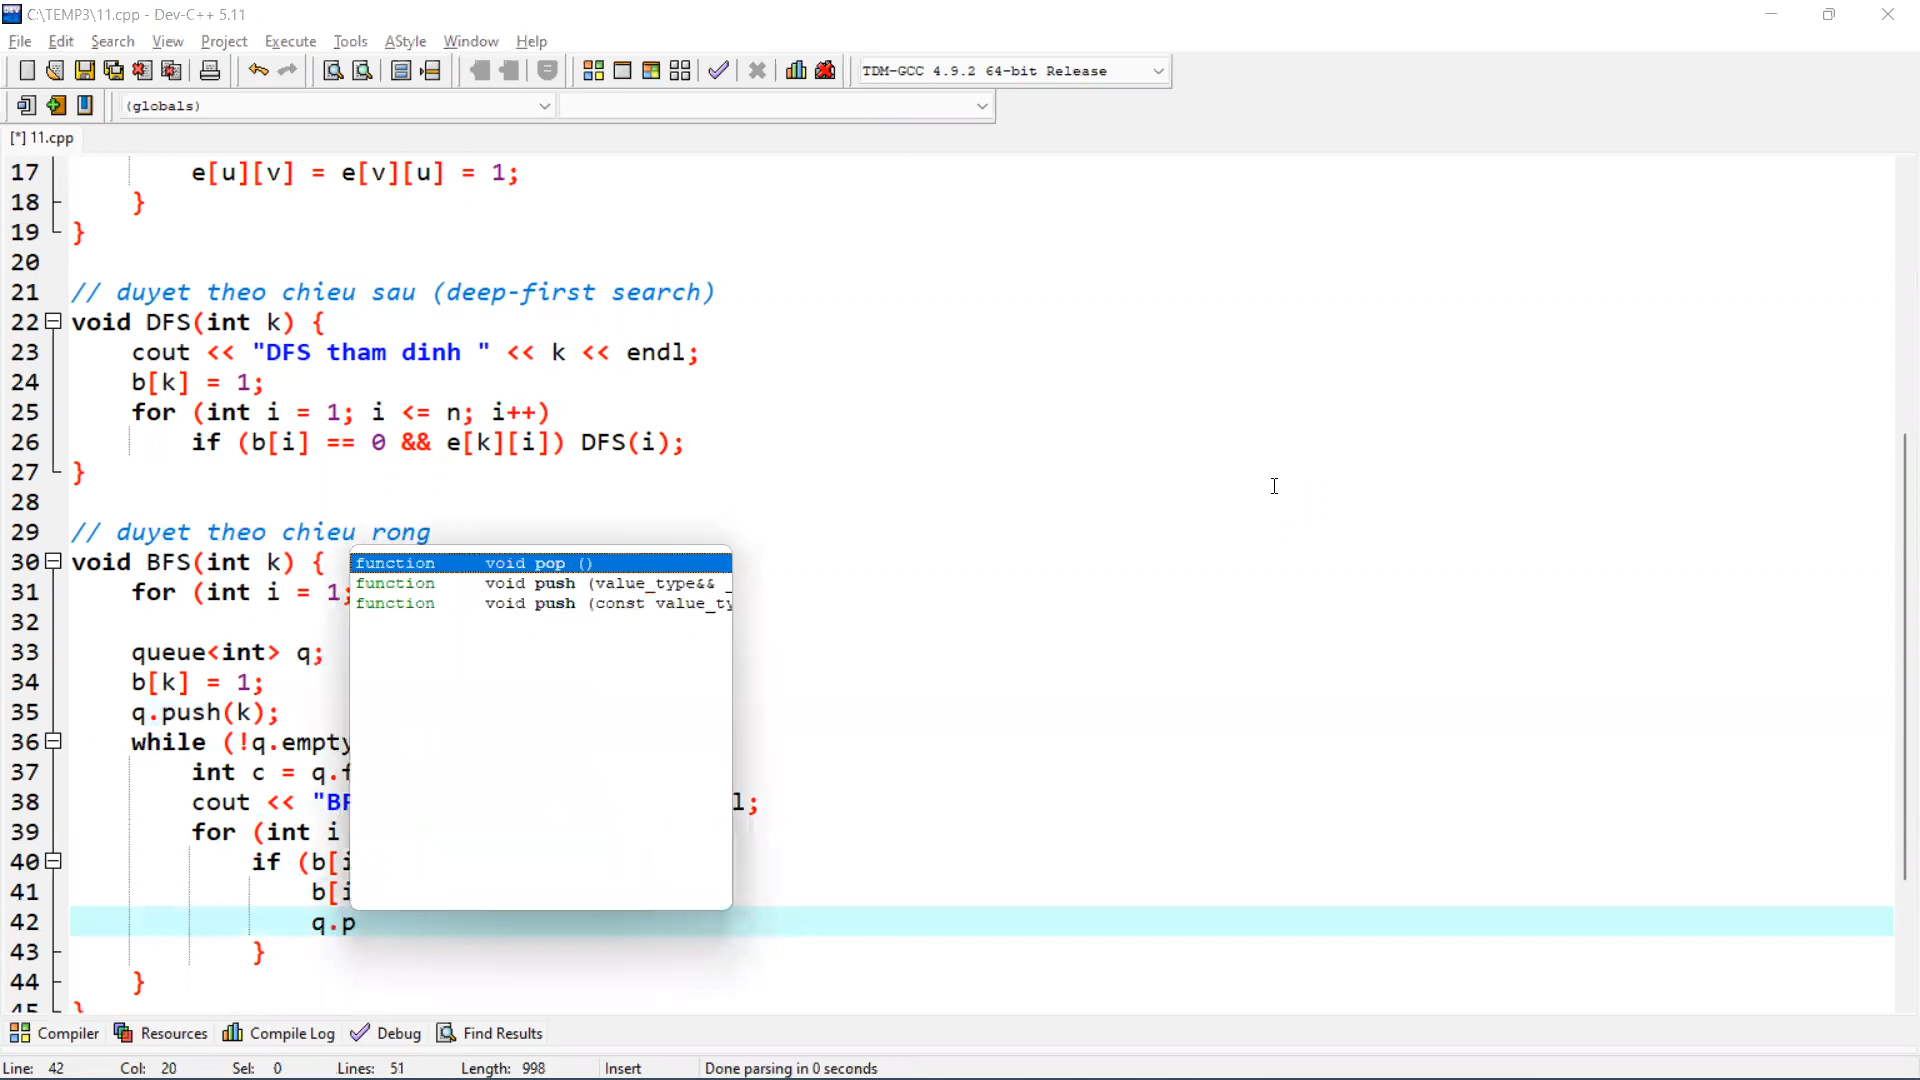 C:\TEMP3\11.cpp - Dev-C++ 5.11
File Edit Search View Project Execute Tools AStyle Window Help
TDM-GCC 4.9.2 64-bit Release
(globals)
[*] 11.cpp
17 e[u][v] = e[v][u] = 1;
18 }
19 }
20
21 // duyet theo chieu sau (deep-first search)
22 void DFS(int k) {
23 cout << "DFS tham dinh " << k << endl;
24 b[k] = 1;
25 for (int i = 1; i <= n; i++)
26 if (b[i] == 0 && e[k][i]) DFS(i);
27 }
28
29 // duyet theo chieu rong
30 void BFS(int k) {
31 for (int i = 1;
32
33 queue<int> q;
34 b[k] = 1;
35 q.push(k);
36 while (!q.empty
37 int c = q.f
38 cout << "BF l;
39 for (int i
40 if (b[i
41 b[i
42 q.p
43 }
44 }
45 }
function void pop ()
function void push (value_type&& _
function void push (const value_ty
Compiler Resources Compile Log Debug Find Results
Line: 42 Col: 20 Sel: 0 Lines: 51 Length: 998 Insert Done parsing in 0 seconds